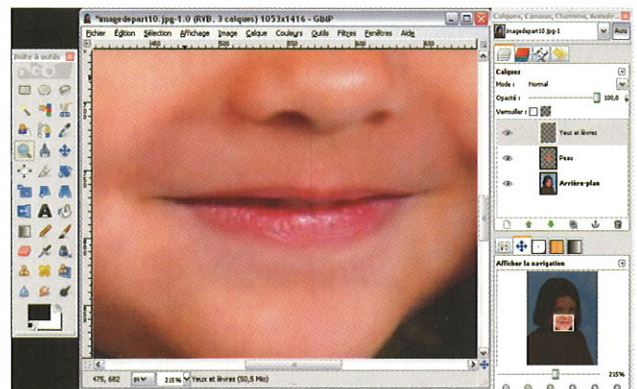 *imagedepart10.jpg-1.0 (RVB, 3 calques) 1053x1416 - GIMP
Fichier Édition Sélection Affichage Image Calque Couleurs Outils Filtres Fenêtres Aide
Boîte à outils
475, 682 px 215% Yeux et lèvres (50,5 Mio)
Calques, Canaux, Chemins, Annule...
imagedepart10.jpg-1 Auto
Calques
Mode : Normal
Opacité : 100,0
Verrouiller :
Yeux et lèvres
Peau
Arrière-plan
Afficher la navigation
215%